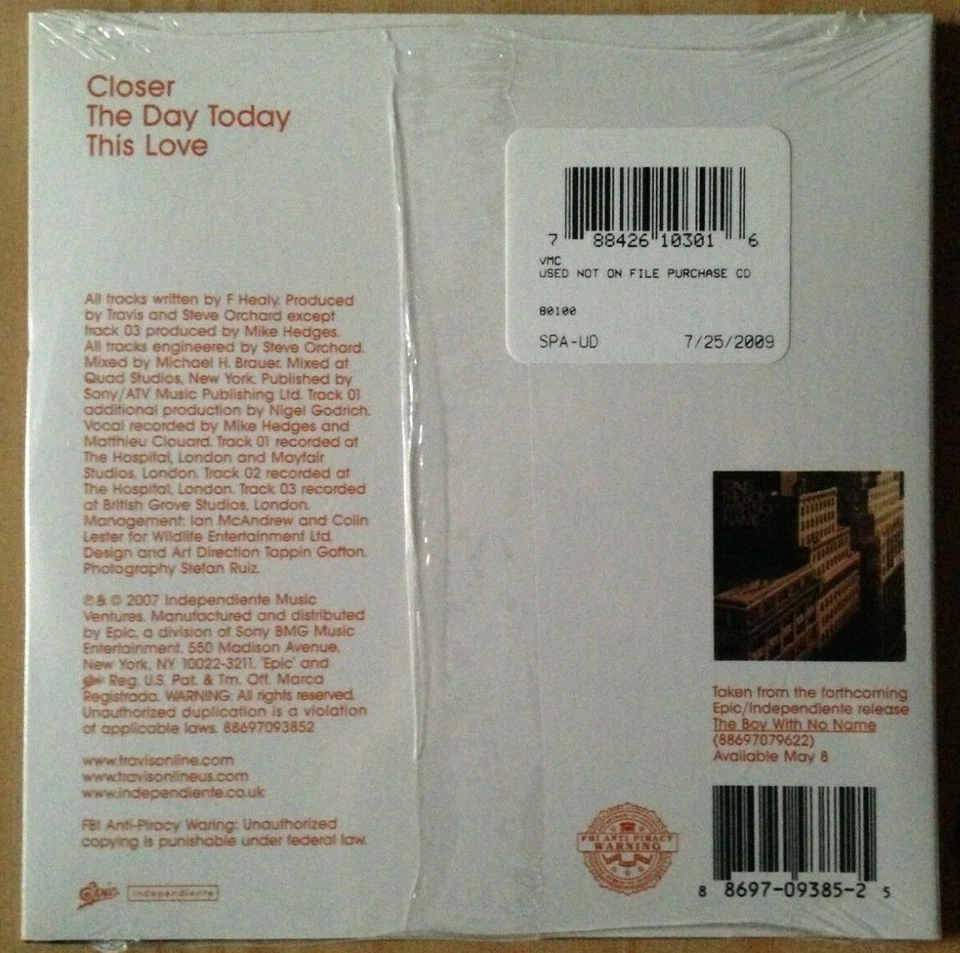 Closer
The Day Today
This Love
7 88426 10301 6
VMC
USED NOT ON FILE PURCHASE CD
80100
SPA-UD 7/25/2009
All tracks written by F Healy. Produced
by Travis and Steve Orchard except
track 03 produced by Mike Hedges.
All tracks engineered by Steve Orchard.
Mixed by Michael H. Brauer. Mixed at
Quad Studios, New York. Published by
Sony/ATV Music Publishing Ltd. Track 01
additional production by Nigel Godrich.
Vocal recorded by Mike Hedges and
Matthieu Clouard. Track 01 recorded at
The Hospital, London and Mayfair
Studios, London. Track 02 recorded at
The Hospital, London. Track 03 recorded
at British Grove Studios, London.
Management: Ian McAndrew and Colin
Lester for Wildlife Entertainment Ltd.
Design and Art Direction Tappin Gofton.
Photography Stefan Ruiz.
℗ & © 2007 Independiente Music
Ventures. Manufactured and distributed
by Epic, a division of Sony BMG Music
Entertainment. 550 Madison Avenue,
New York, NY 10022-3211. 'Epic' and
Epic Reg. U.S. Pat. & Tm. Off. Marca
Registrada. WARNING: All rights reserved.
Unauthorized duplication is a violation
of applicable laws. 88697093852
www.travisonline.com
www.travisonlineus.com
www.independiente.co.uk
FBI Anti-Piracy Waring: Unauthorized
copying is punishable under federal law.
Epic independiente
THE BOY WITH NO NAME
Taken from the forthcoming
Epic/Independiente release
The Boy With No Name
(88697079622)
Available May 8
FBI ANTI-PIRACY
WARNING
8 8697-09385-2 5